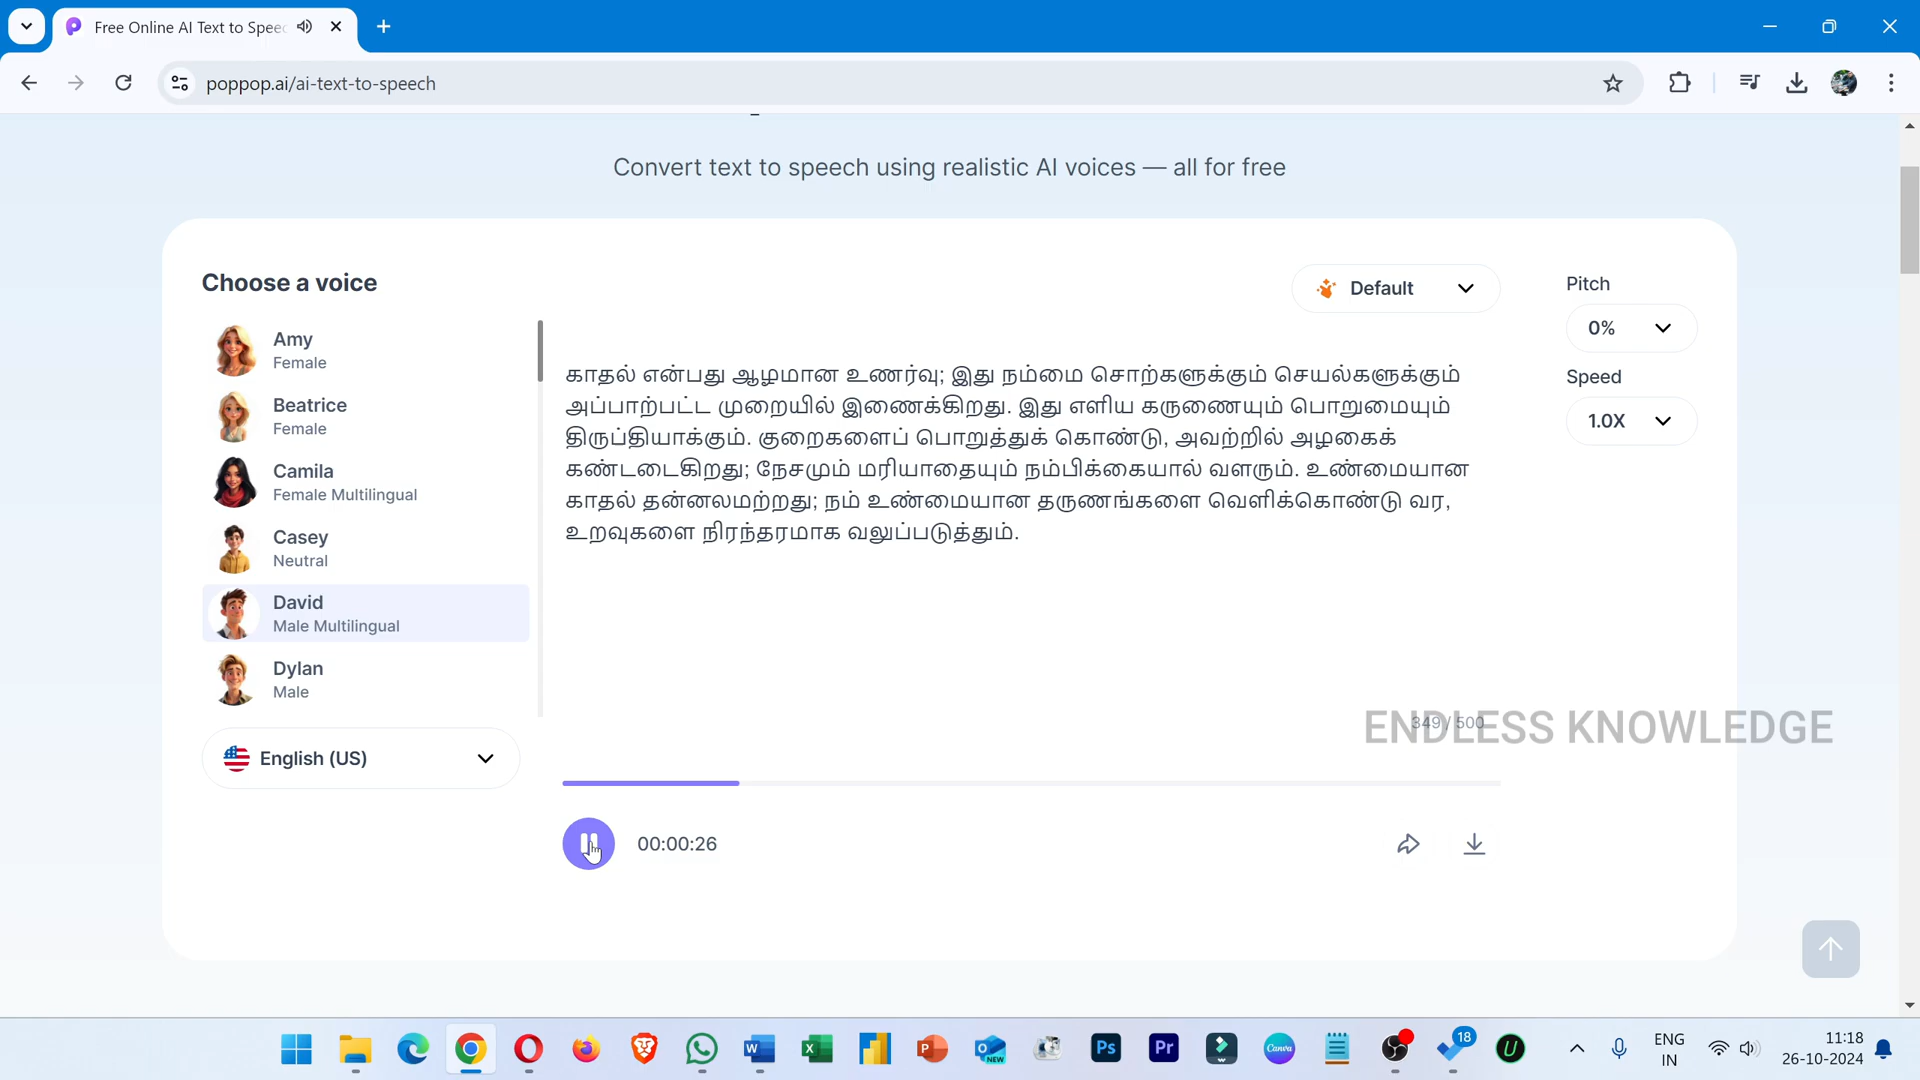 Free Online AI Text to Spee
poppop.ai/ai-text-to-speech
Convert text to speech using realistic AI voices — all for free
Choose a voice
Default
Pitch
0%
Speed
1.0X
Amy
Female
Beatrice
Female
Camila
Female Multilingual
Casey
Neutral
David
Male Multilingual
Dylan
Male
English (US)
காதல் என்பது ஆழமான உணர்வு; இது நம்மை சொற்களுக்கும் செயல்களுக்கும்
அப்பாற்பட்ட முறையில் இணைக்கிறது. இது எளிய கருணையும் பொறுமையும்
திருப்தியாக்கும். குறைகளைப் பொறுத்துக் கொண்டு, அவற்றில் அழகைக்
கண்டடைகிறது; நேசமும் மரியாதையும் நம்பிக்கையால் வளரும். உண்மையான
காதல் தன்னலமற்றது; நம் உண்மையான தருணங்களை வெளிக்கொண்டு வர,
உறவுகளை நிரந்தரமாக வலுப்படுத்தும்.
349 / 500
ENDLESS KNOWLEDGE
00:00:26
W
X
P
NEW
Ps
Pr
Canva
18
U
ENG
IN
11:18
26-10-2024